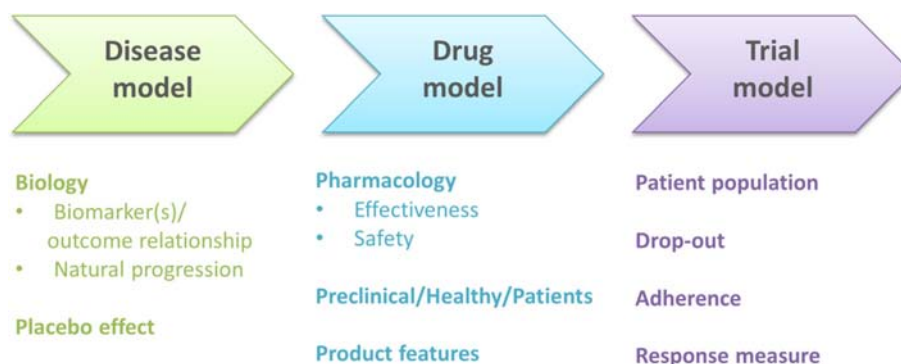 Disease
model
Drug
model
Trial
model
Biology
• Biomarker(s)/
outcome relationship
• Natural progression
Placebo effect
Pharmacology
• Effectiveness
• Safety
Preclinical/Healthy/Patients
Product features
Patient population
Drop-out
Adherence
Response measure